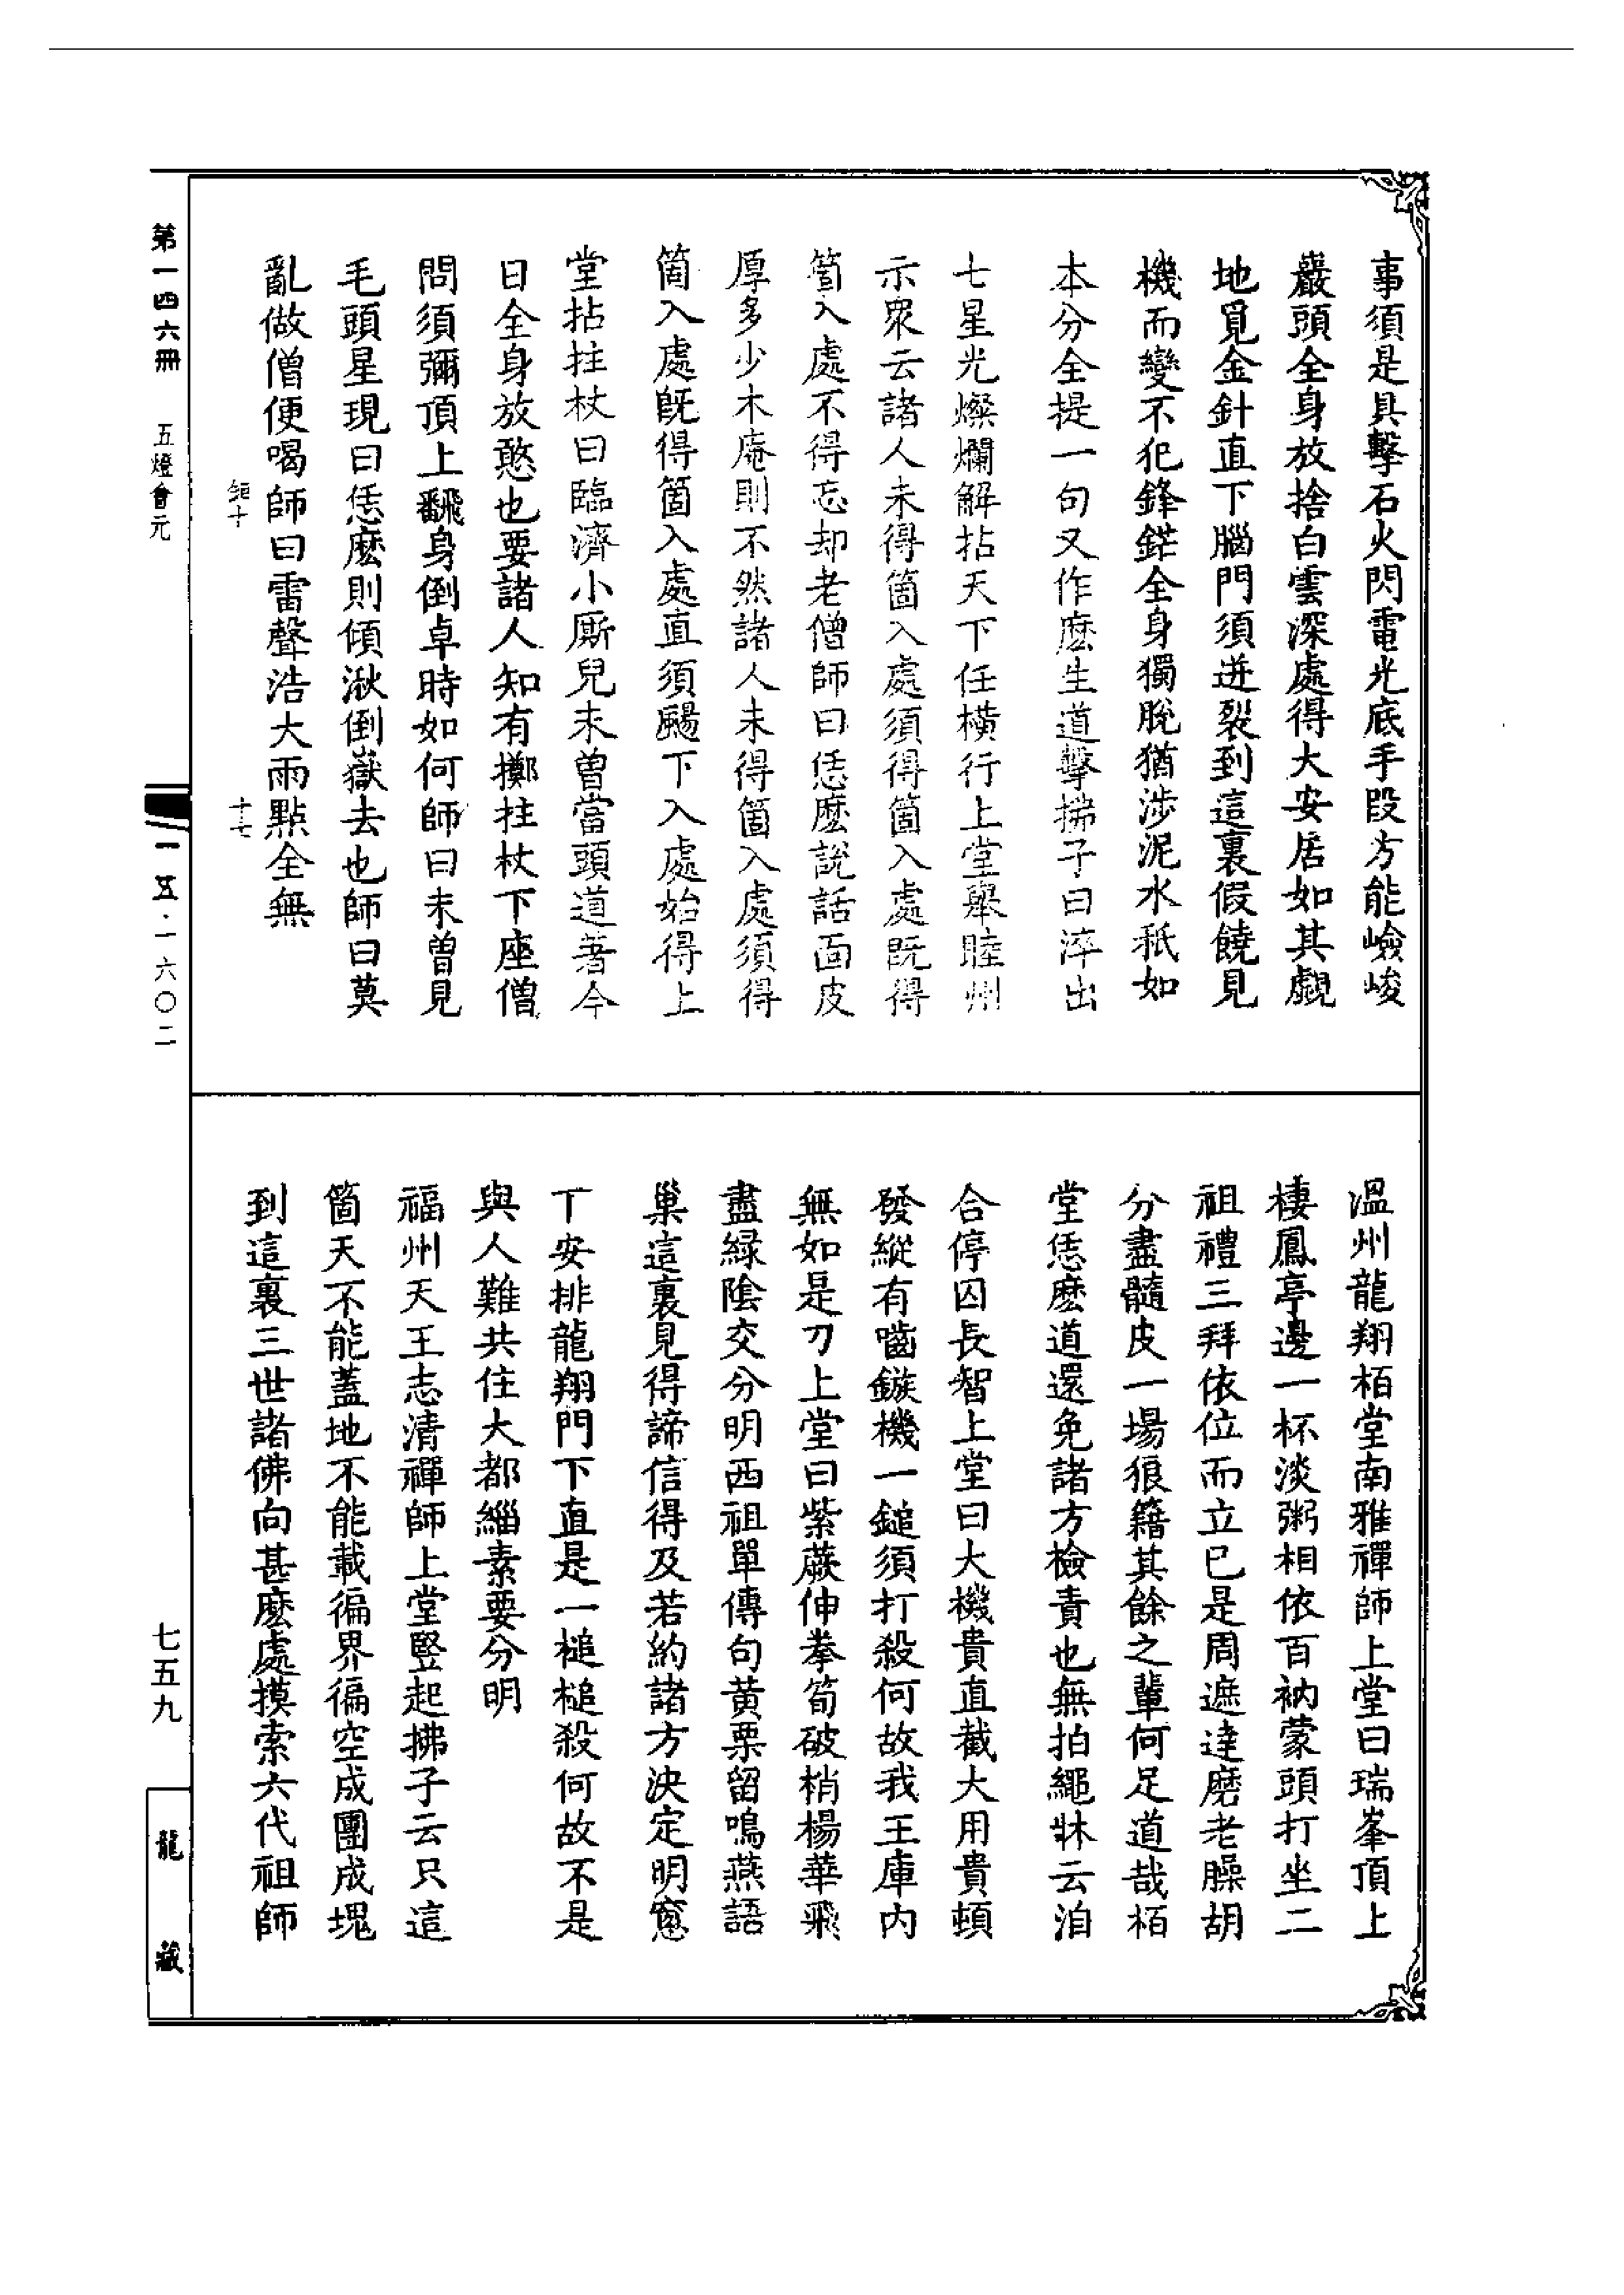 事須是具擊石火閃電光底手段方能嶮峻
巖頭全身放捨白雲深處得大安居如其覷
地覓金針直下腦門須迸裂到這裏假饒見
機而變不犯鋒鋩全身獨脫猶涉泥水秖如
本分全提一句又作麽生道擊拂子曰淬出
七星光燦爛解拈天下任橫行上堂舉睦州
示眾云諸人未得箇入處須得箇入處既得
箇入處不得忘却老僧師曰恁麽說話面皮
厚多少木庵則不然諸人未得箇入處須得
箇入處既得箇入處直須颺下入處始得上
堂拈拄杖曰臨濟小廝兒未曾當頭道著今
日全身放憨也要諸人知有擲拄杖下座僧
問須彌頂上翻身倒卓時如何師曰未曾見
毛頭星現曰恁麽則傾湫倒嶽去也師曰莫
亂做僧便喝師曰雷聲浩大雨點全無
鉅十
十七
溫州龍翔栢堂南雅禪師上堂曰瑞峯頂上
棲鳳亭邊一杯淡粥相依百衲蒙頭打坐二
祖禮三拜依位而立已是周遮達磨老臊胡
分盡髓皮一場狼籍其餘之輩何足道哉栢
堂恁麽道還免諸方檢責也無拍繩牀云洎
合停囚長智上堂曰大機貴直截大用貴頓
發縱有嚙鏃機一鎚須打殺何故我王庫內
無如是刀上堂曰紫蕨伸拳筍破梢楊華飛
盡綠陰交分明西祖單傳句黃栗留鳴燕語
巢這裏見得諦信得及若約諸方決定明窻
下安排龍翔門下直是一槌槌殺何故不是
與人難共住大都緇素要分明
福州天王志清禪師上堂豎起拂子云只這
箇天不能蓋地不能載徧界徧空成團成塊
到這裏三世諸佛向甚麽處摸索六代祖師
第一四六冊 五燈會元
一五·一六〇二
七五九
龍藏